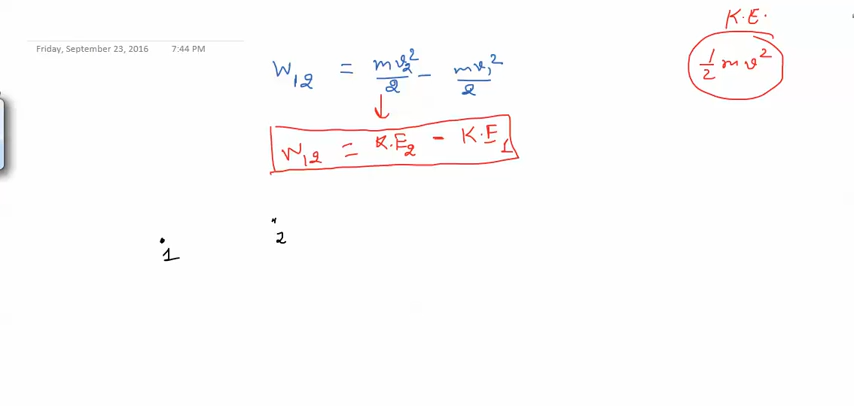 K.E.
Friday, September 23, 2016 7:44 PM
W₁₂ = mv₂²/2 - mv₁²/2
1/2 mv²
W₁₂ = K.E₂ - K.E₁
1
2